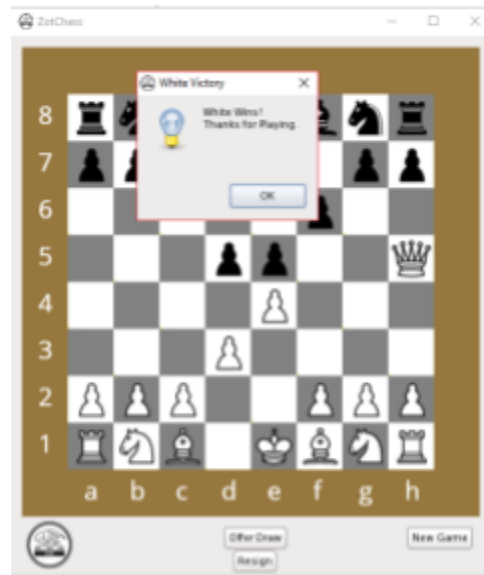 ZotChess
White Victory
White Wins!
Thanks for Playing.
OK
8
7
6
5
4
3
2
1
a b c d e f g h
Offer Draw
New Game
Resign